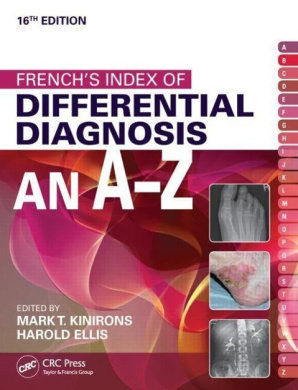 16TH EDITION
FRENCH'S INDEX OF
DIFFERENTIAL
DIAGNOSIS
AN A–Z
EDITED BY
MARK T. KINIRONS
HAROLD ELLIS
CRC
CRC Press
Taylor & Francis Group
A
B
C
D
E
F
G
H
I
J
K
L
M
N
O
P
Q
R
S
T
U
V
W
X
Y
Z